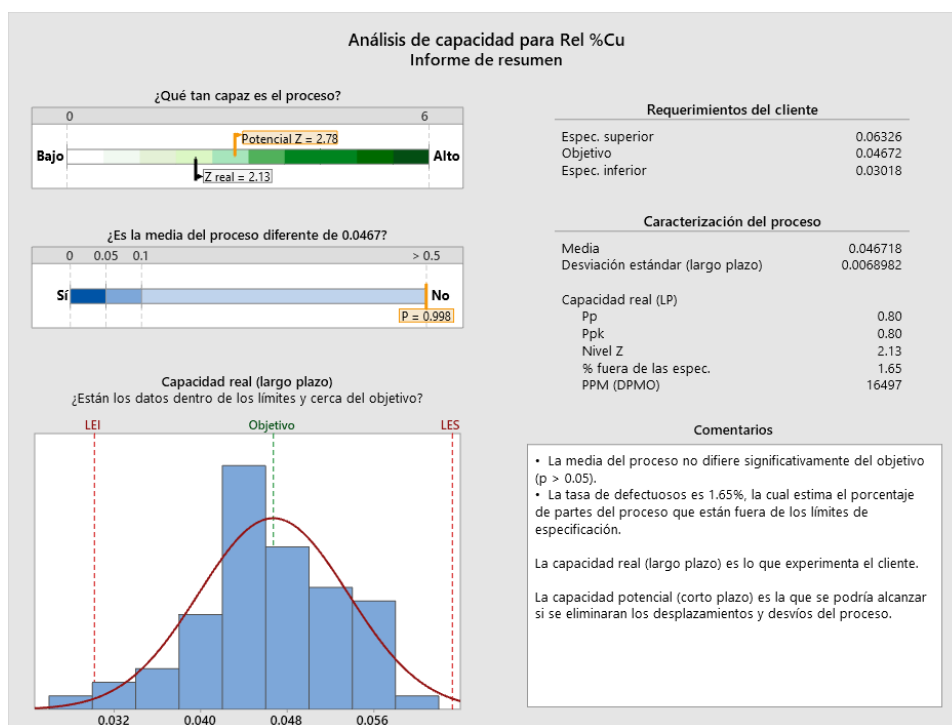 Análisis de capacidad para Rel %Cu
Informe de resumen
¿Qué tan capaz es el proceso?
0 6
Potencial Z = 2.78
Bajo Alto
Z real = 2.13
¿Es la media del proceso diferente de 0.0467?
0 0.05 0.1 > 0.5
Sí No
P = 0.998
Capacidad real (largo plazo)
¿Están los datos dentro de los límites y cerca del objetivo?
LEI Objetivo LES
0.032 0.040 0.048 0.056
Requerimientos del cliente
Espec. superior 0.06326
Objetivo 0.04672
Espec. inferior 0.03018
Caracterización del proceso
Media 0.046718
Desviación estándar (largo plazo) 0.0068982
Capacidad real (LP)
Pp 0.80
Ppk 0.80
Nivel Z 2.13
% fuera de las espec. 1.65
PPM (DPMO) 16497
Comentarios
• La media del proceso no difiere significativamente del objetivo
(p > 0.05).
• La tasa de defectuosos es 1.65%, la cual estima el porcentaje
de partes del proceso que están fuera de los límites de
especificación.
La capacidad real (largo plazo) es lo que experimenta el cliente.
La capacidad potencial (corto plazo) es la que se podría alcanzar
si se eliminaran los desplazamientos y desvíos del proceso.